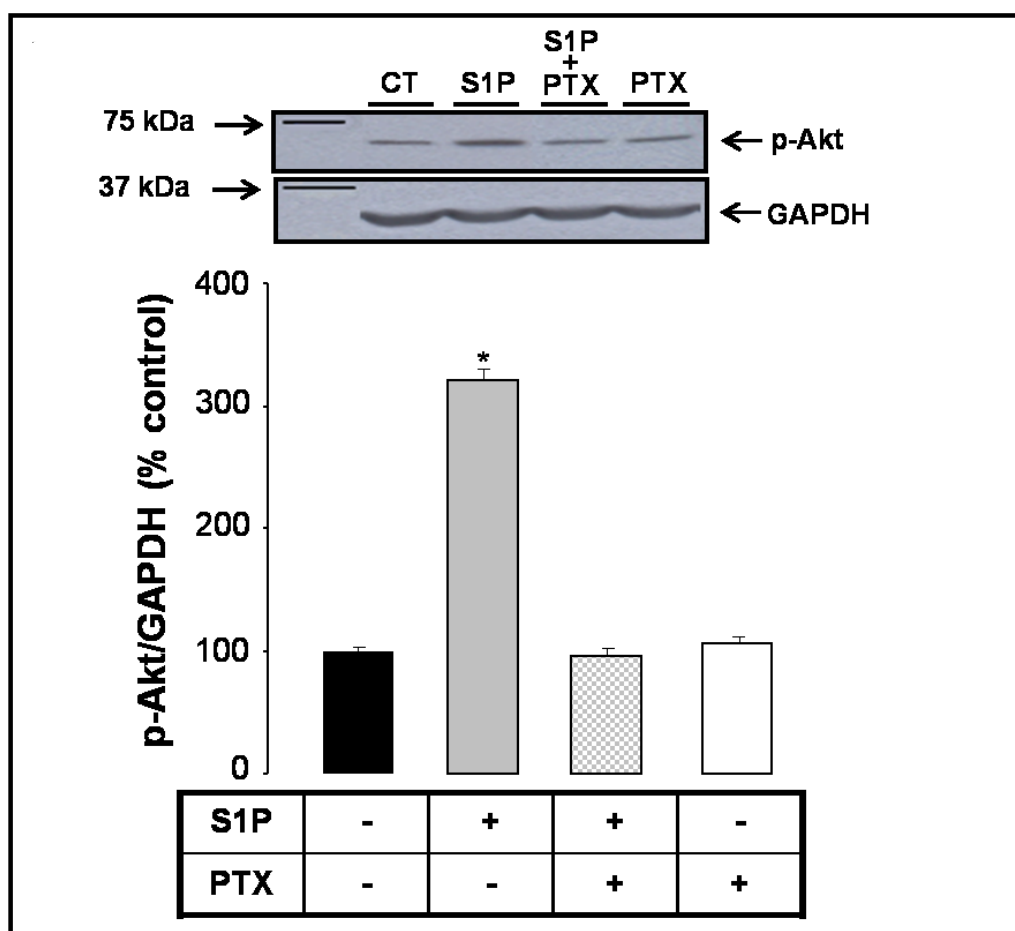 S1P
+
CT S1P PTX PTX
75 kDa
p-Akt
37 kDa
GAPDH
p-Akt/GAPDH (% control)
400
300
200
100
0
*
S1P - + + -
PTX - - + +